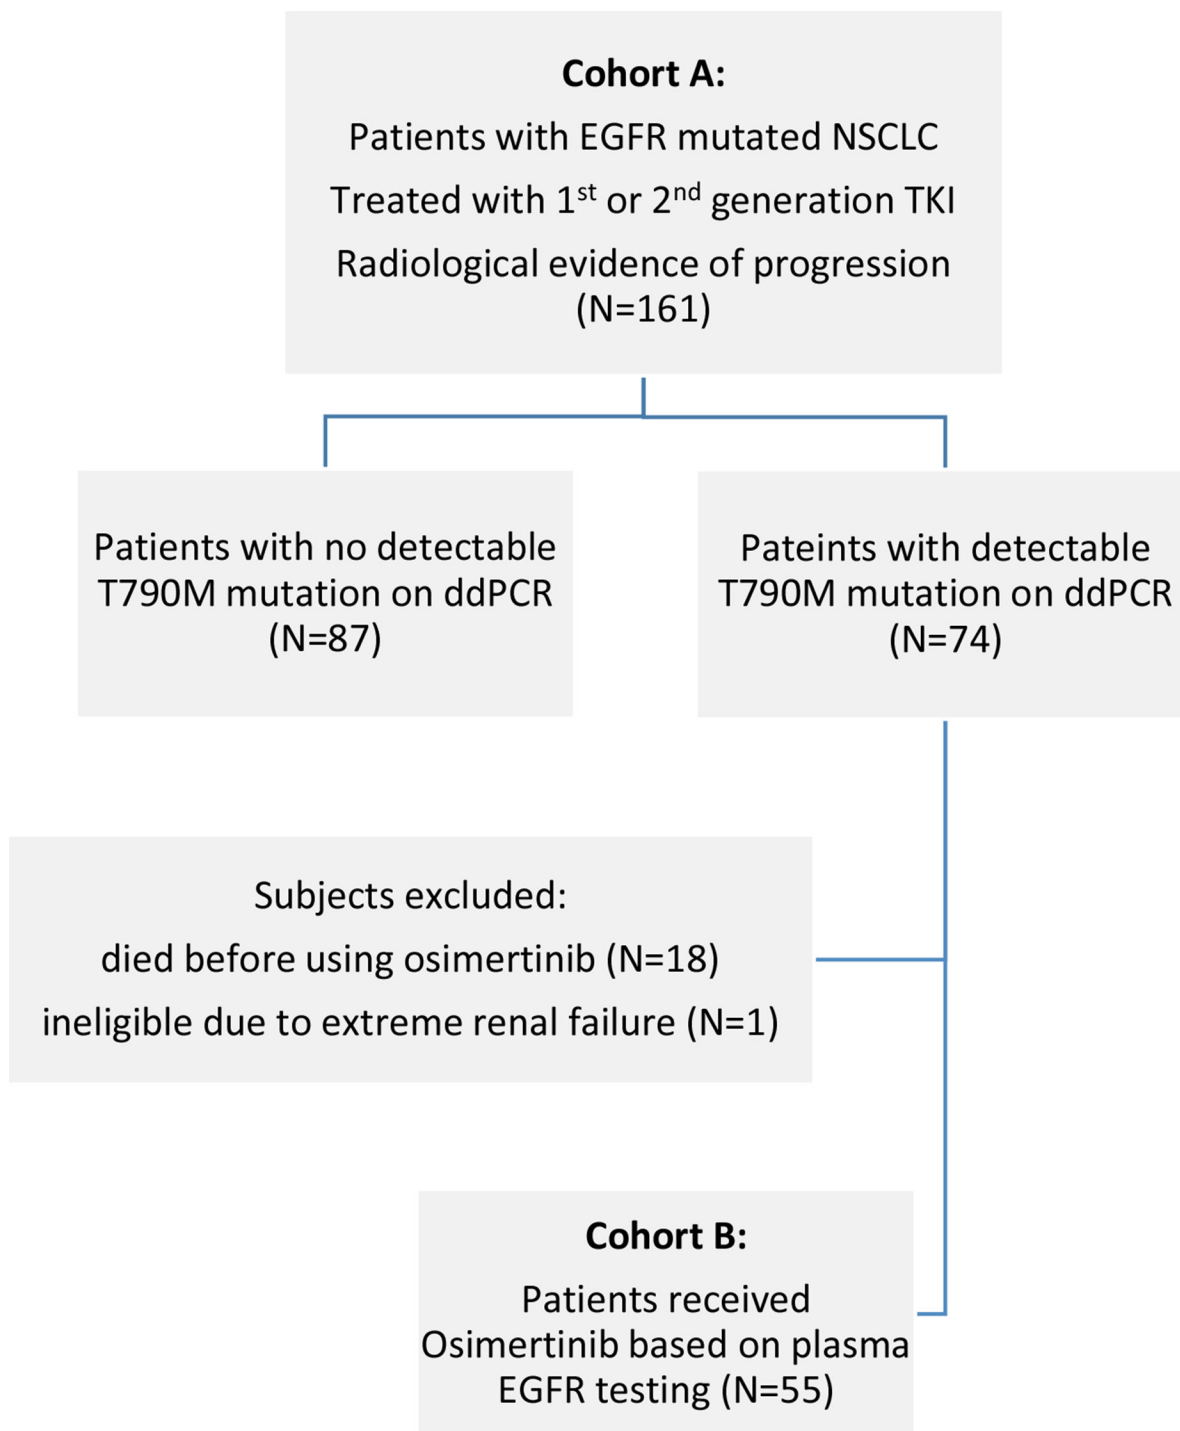 Cohort A:
Patients with EGFR mutated NSCLC
Treated with 1st or 2nd generation TKI
Radiological evidence of progression
(N=161)
Patients with no detectable
T790M mutation on ddPCR
(N=87)
Pateints with detectable
T790M mutation on ddPCR
(N=74)
Subjects excluded:
died before using osimertinib (N=18)
ineligible due to extreme renal failure (N=1)
Cohort B:
Patients received
Osimertinib based on plasma
EGFR testing (N=55)